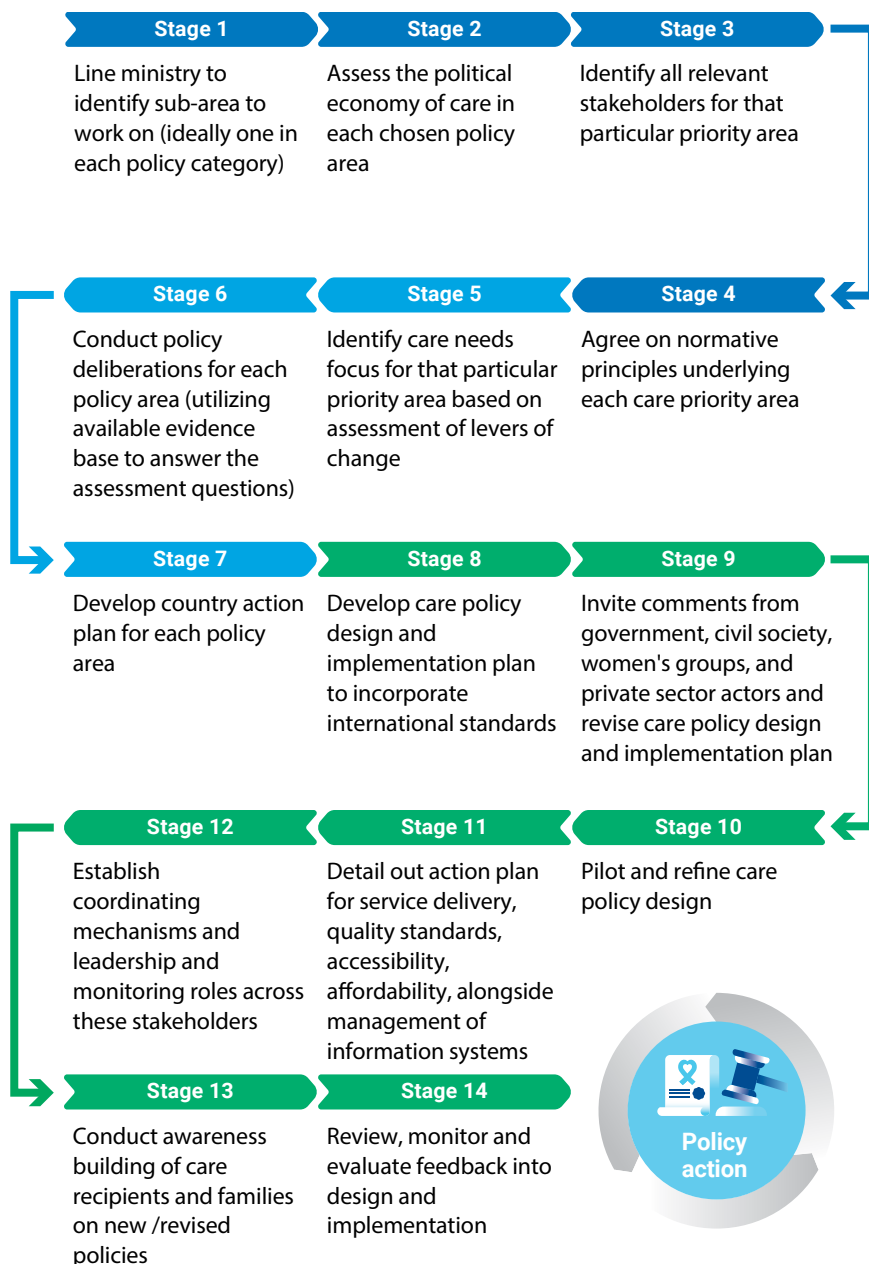 Stage 1
Line ministry to
identify sub-area to
work on (ideally one in
each policy category)
Stage 2
Assess the political
economy of care in
each chosen policy
area
Stage 3
Identify all relevant
stakeholders for that
particular priority area
Stage 4
Agree on normative
principles underlying
each care priority area
Stage 5
Identify care needs
focus for that particular
priority area based on
assessment of levers of
change
Stage 6
Conduct policy
deliberations for each
policy area (utilizing
available evidence
base to answer the
assessment questions)
Stage 7
Develop country action
plan for each policy
area
Stage 8
Develop care policy
design and
implementation plan
to incorporate
international standards
Stage 9
Invite comments from
government, civil society,
women's groups, and
private sector actors and
revise care policy design
and implementation plan
Stage 10
Pilot and refine care
policy design
Stage 11
Detail out action plan
for service delivery,
quality standards,
accessibility,
affordability, alongside
management of
information systems
Stage 12
Establish
coordinating
mechanisms and
leadership and
monitoring roles across
these stakeholders
Stage 13
Conduct awareness
building of care
recipients and families
on new /revised
policies
Stage 14
Review, monitor and
evaluate feedback into
design and
implementation
Policy
action